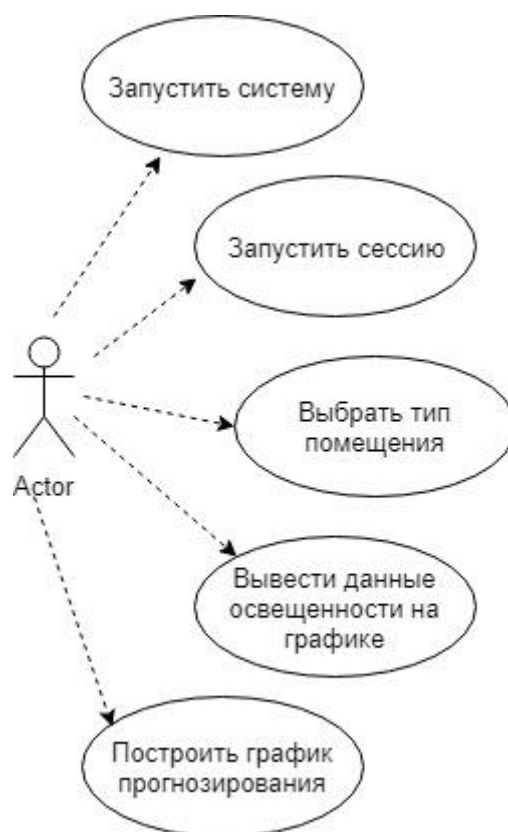 Запустить систему
Запустить сессию
Выбрать тип
помещения
Actor
Вывести данные
освещенности на
графике
Построить график
прогнозирования